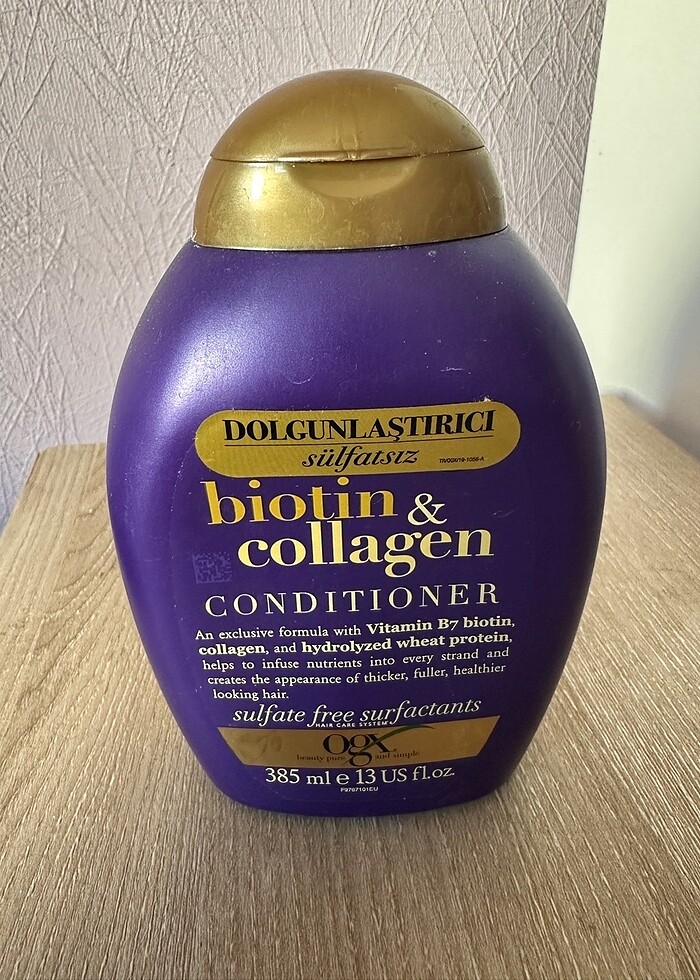 DOLGUNLAŞTIRICI
sülfatsız
biotin &
collagen
CONDITIONER
An exclusive formula with Vitamin B7 biotin,
collagen, and hydrolyzed wheat protein,
helps to infuse nutrients into every strand and
creates the appearance of thicker, fuller, healthier
looking hair.
sulfate free surfactants
HAIR CARE SYSTEM
ogx
beauty pure and simple
385 ml e 13 US fl.oz.